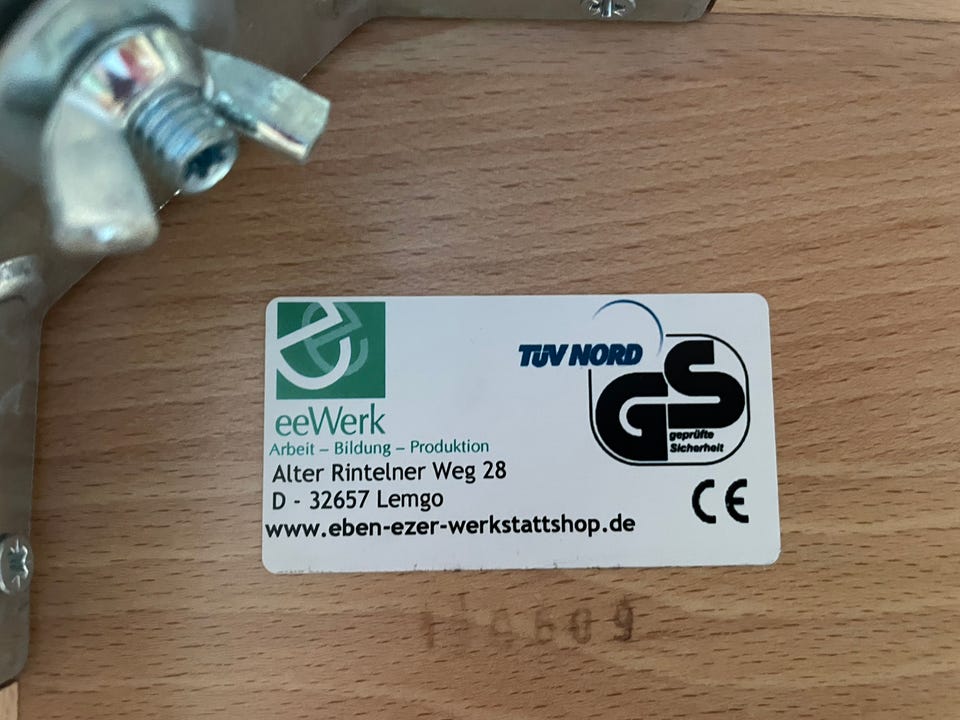 eeWerk
Arbeit – Bildung – Produktion
Alter Rintelner Weg 28
D - 32657 Lemgo
www.eben-ezer-werkstattshop.de
TÜV NORD
GS
geprüfte
Sicherheit
CE